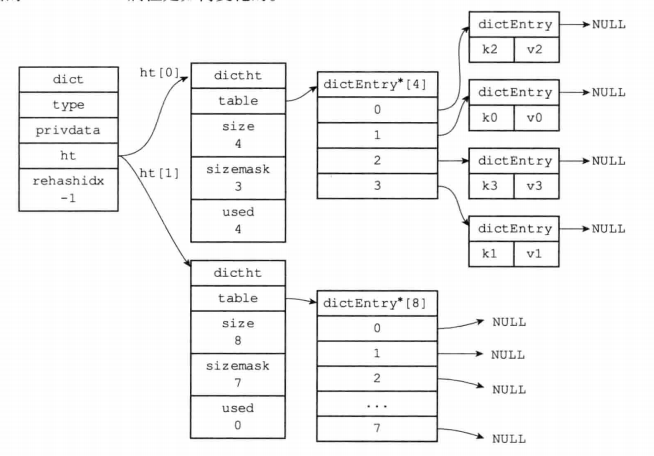 dict
type
privdata
ht
rehashidx
-1
ht[0]
ht[1]
dictht
table
size
4
sizemask
3
used
4
dictEntry*[4]
0
1
2
3
dictEntry
k2 v2
NULL
dictEntry
k0 v0
NULL
dictEntry
k3 v3
NULL
dictEntry
k1 v1
NULL
dictht
table
size
8
sizemask
7
used
0
dictEntry*[8]
0
1
2
...
7
NULL
NULL
NULL
NULL